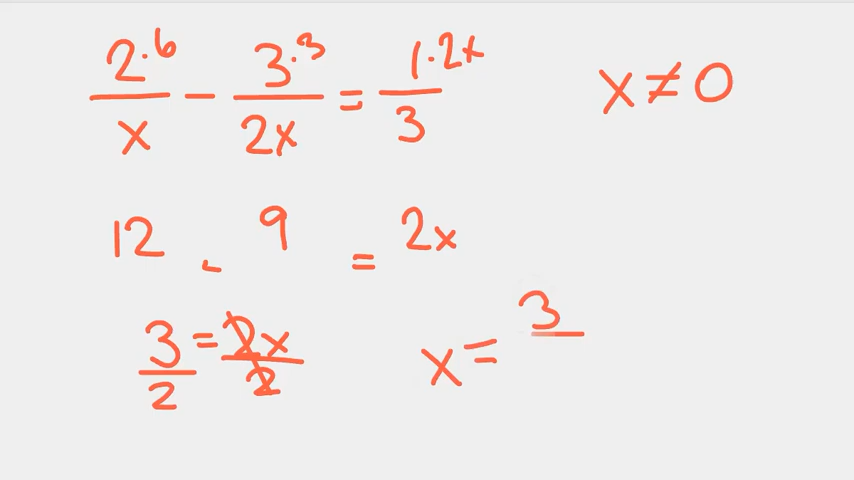 2·6/x - 3·3/2x = 1·2x/3
x ≠ 0
12 - 9 = 2x
3/2 = 2x/2
x = 3/